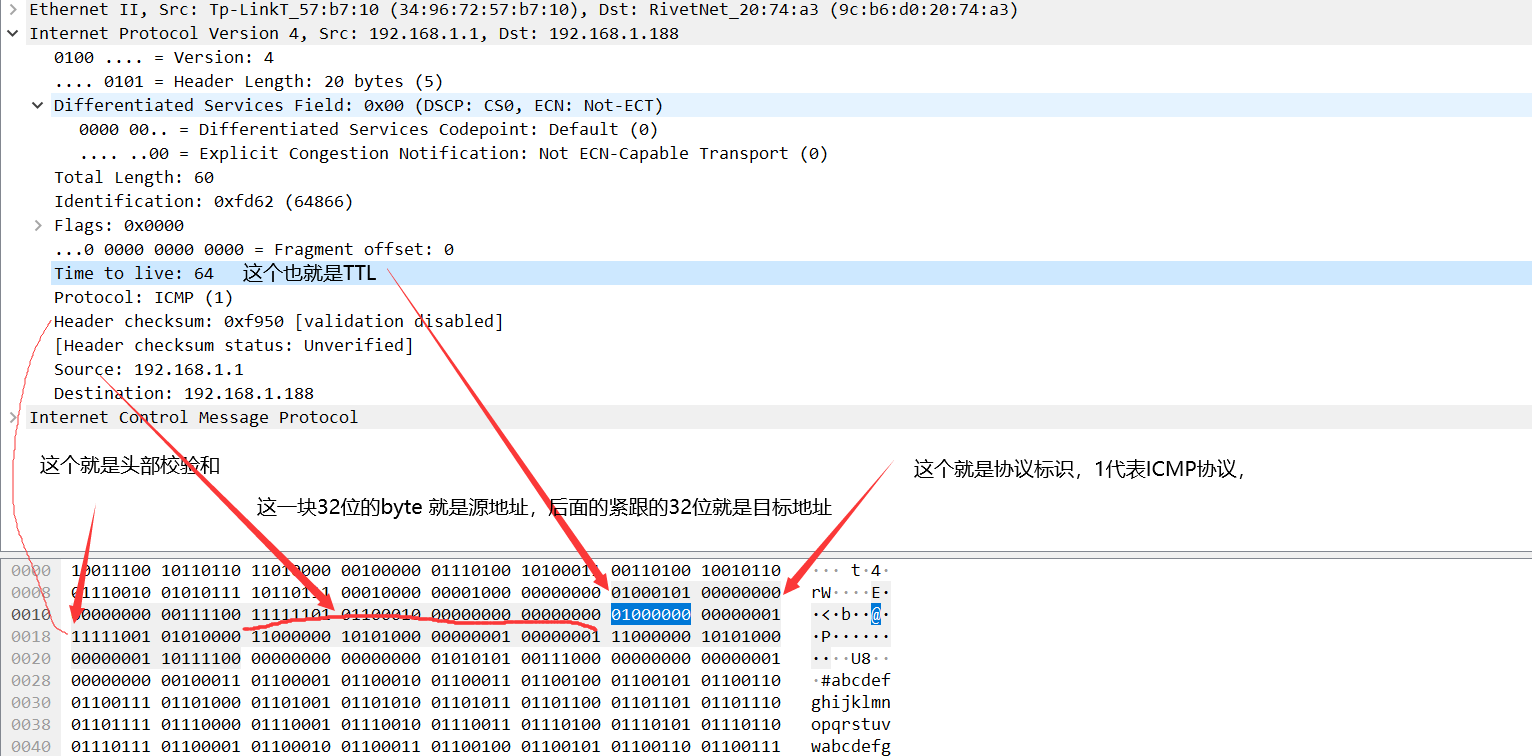 Ethernet II, Src: Tp-LinkT_57:b7:10 (34:96:72:57:b7:10), Dst: RivetNet_20:74:a3 (9c:b6:d0:20:74:a3)
Internet Protocol Version 4, Src: 192.168.1.1, Dst: 192.168.1.188
0100 .... = Version: 4
.... 0101 = Header Length: 20 bytes (5)
Differentiated Services Field: 0x00 (DSCP: CS0, ECN: Not-ECT)
0000 00.. = Differentiated Services Codepoint: Default (0)
.... ..00 = Explicit Congestion Notification: Not ECN-Capable Transport (0)
Total Length: 60
Identification: 0xfd62 (64866)
Flags: 0x0000
...0 0000 0000 0000 = Fragment offset: 0
Time to live: 64 这个也就是TTL
Protocol: ICMP (1)
Header checksum: 0xf950 [validation disabled]
[Header checksum status: Unverified]
Source: 192.168.1.1
Destination: 192.168.1.188
Internet Control Message Protocol
这个就是头部校验和
这个就是协议标识，1代表ICMP协议，
这一块32位的byte 就是源地址，后面的紧跟的32位就是目标地址
0000 10011100 10110110 11010000 00100000 01110100 10100011 00110100 10010110 ··· t·4·
0008 01110010 01010111 10110111 00010000 00001000 00000000 01000101 00000000 rW····E·
0010 00000000 00111100 11111101 01100010 00000000 00000000 01000000 00000001 ·<·b··@·
0018 11111001 01010000 11000000 10101000 00000001 00000001 11000000 10101000 ·P······
0020 00000001 10111100 00000000 00000000 01010101 00111000 00000000 00000001 ····U8··
0028 00000000 00100011 01100001 01100010 01100011 01100100 01100101 01100110 ·#abcdef
0030 01100111 01101000 01101001 01101010 01101011 01101100 01101101 01101110 ghijklmn
0038 01101111 01110000 01110001 01110010 01110011 01110100 01110101 01110110 opqrstuv
0040 01110111 01100001 01100010 01100011 01100100 01100101 01100110 01100111 wabcdefg